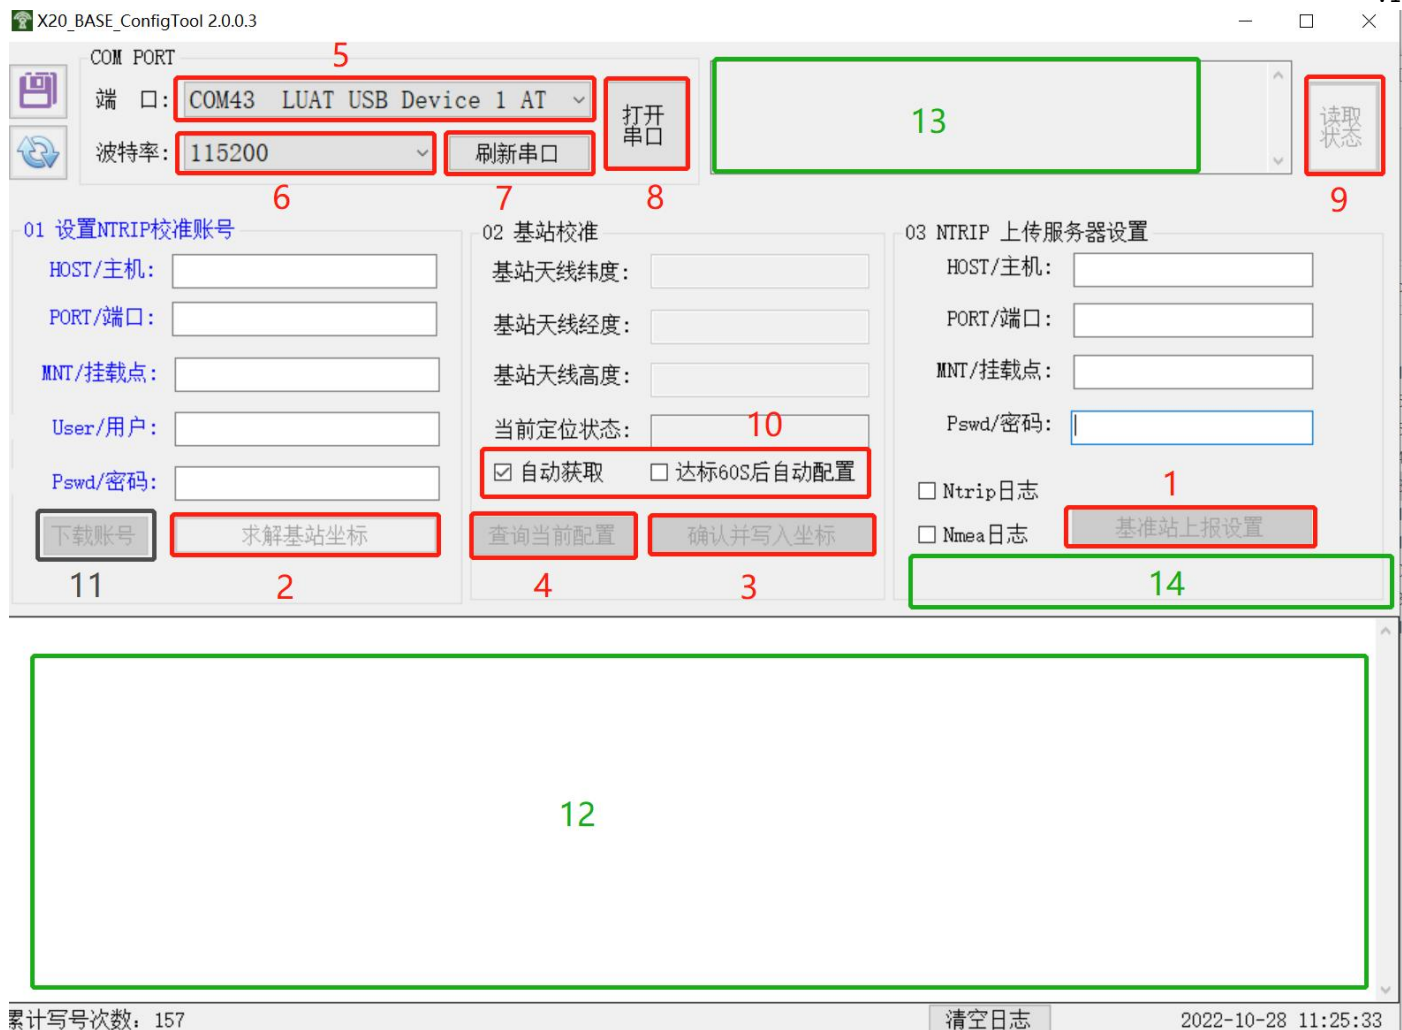 X20_BASE_ConfigTool 2.0.0.3
COM PORT
5
端 口: COM43 LUAT USB Device 1 AT
打开串口
13
读取状态
波特率: 115200
刷新串口
6
7
8
9
01 设置NTRIP校准账号
HOST/主机:
PORT/端口:
MNT/挂载点:
User/用户:
Pswd/密码:
下载账号
求解基站坐标
11
2
02 基站校准
基站天线纬度:
基站天线经度:
基站天线高度:
当前定位状态:
10
自动获取
达标60S后自动配置
查询当前配置
确认并写入坐标
4
3
03 NTRIP 上传服务器设置
HOST/主机:
PORT/端口:
MNT/挂载点:
Pswd/密码:
Ntrip日志
1
Nmea日志
基准站上报设置
14
12
累计写号次数: 157
清空日志
2022-10-28 11:25:33